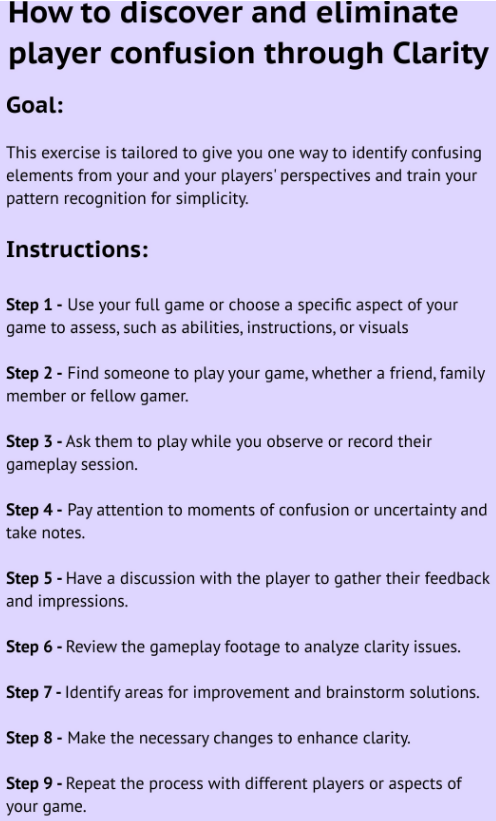 How to discover and eliminate
player confusion through Clarity
Goal:
This exercise is tailored to give you one way to identify confusing
elements from your and your players' perspectives and train your
pattern recognition for simplicity.
Instructions:
Step 1 - Use your full game or choose a specific aspect of your
game to assess, such as abilities, instructions, or visuals
Step 2 - Find someone to play your game, whether a friend, family
member or fellow gamer.
Step 3 - Ask them to play while you observe or record their
gameplay session.
Step 4 - Pay attention to moments of confusion or uncertainty and
take notes.
Step 5 - Have a discussion with the player to gather their feedback
and impressions.
Step 6 - Review the gameplay footage to analyze clarity issues.
Step 7 - Identify areas for improvement and brainstorm solutions.
Step 8 - Make the necessary changes to enhance clarity.
Step 9 - Repeat the process with different players or aspects of
your game.